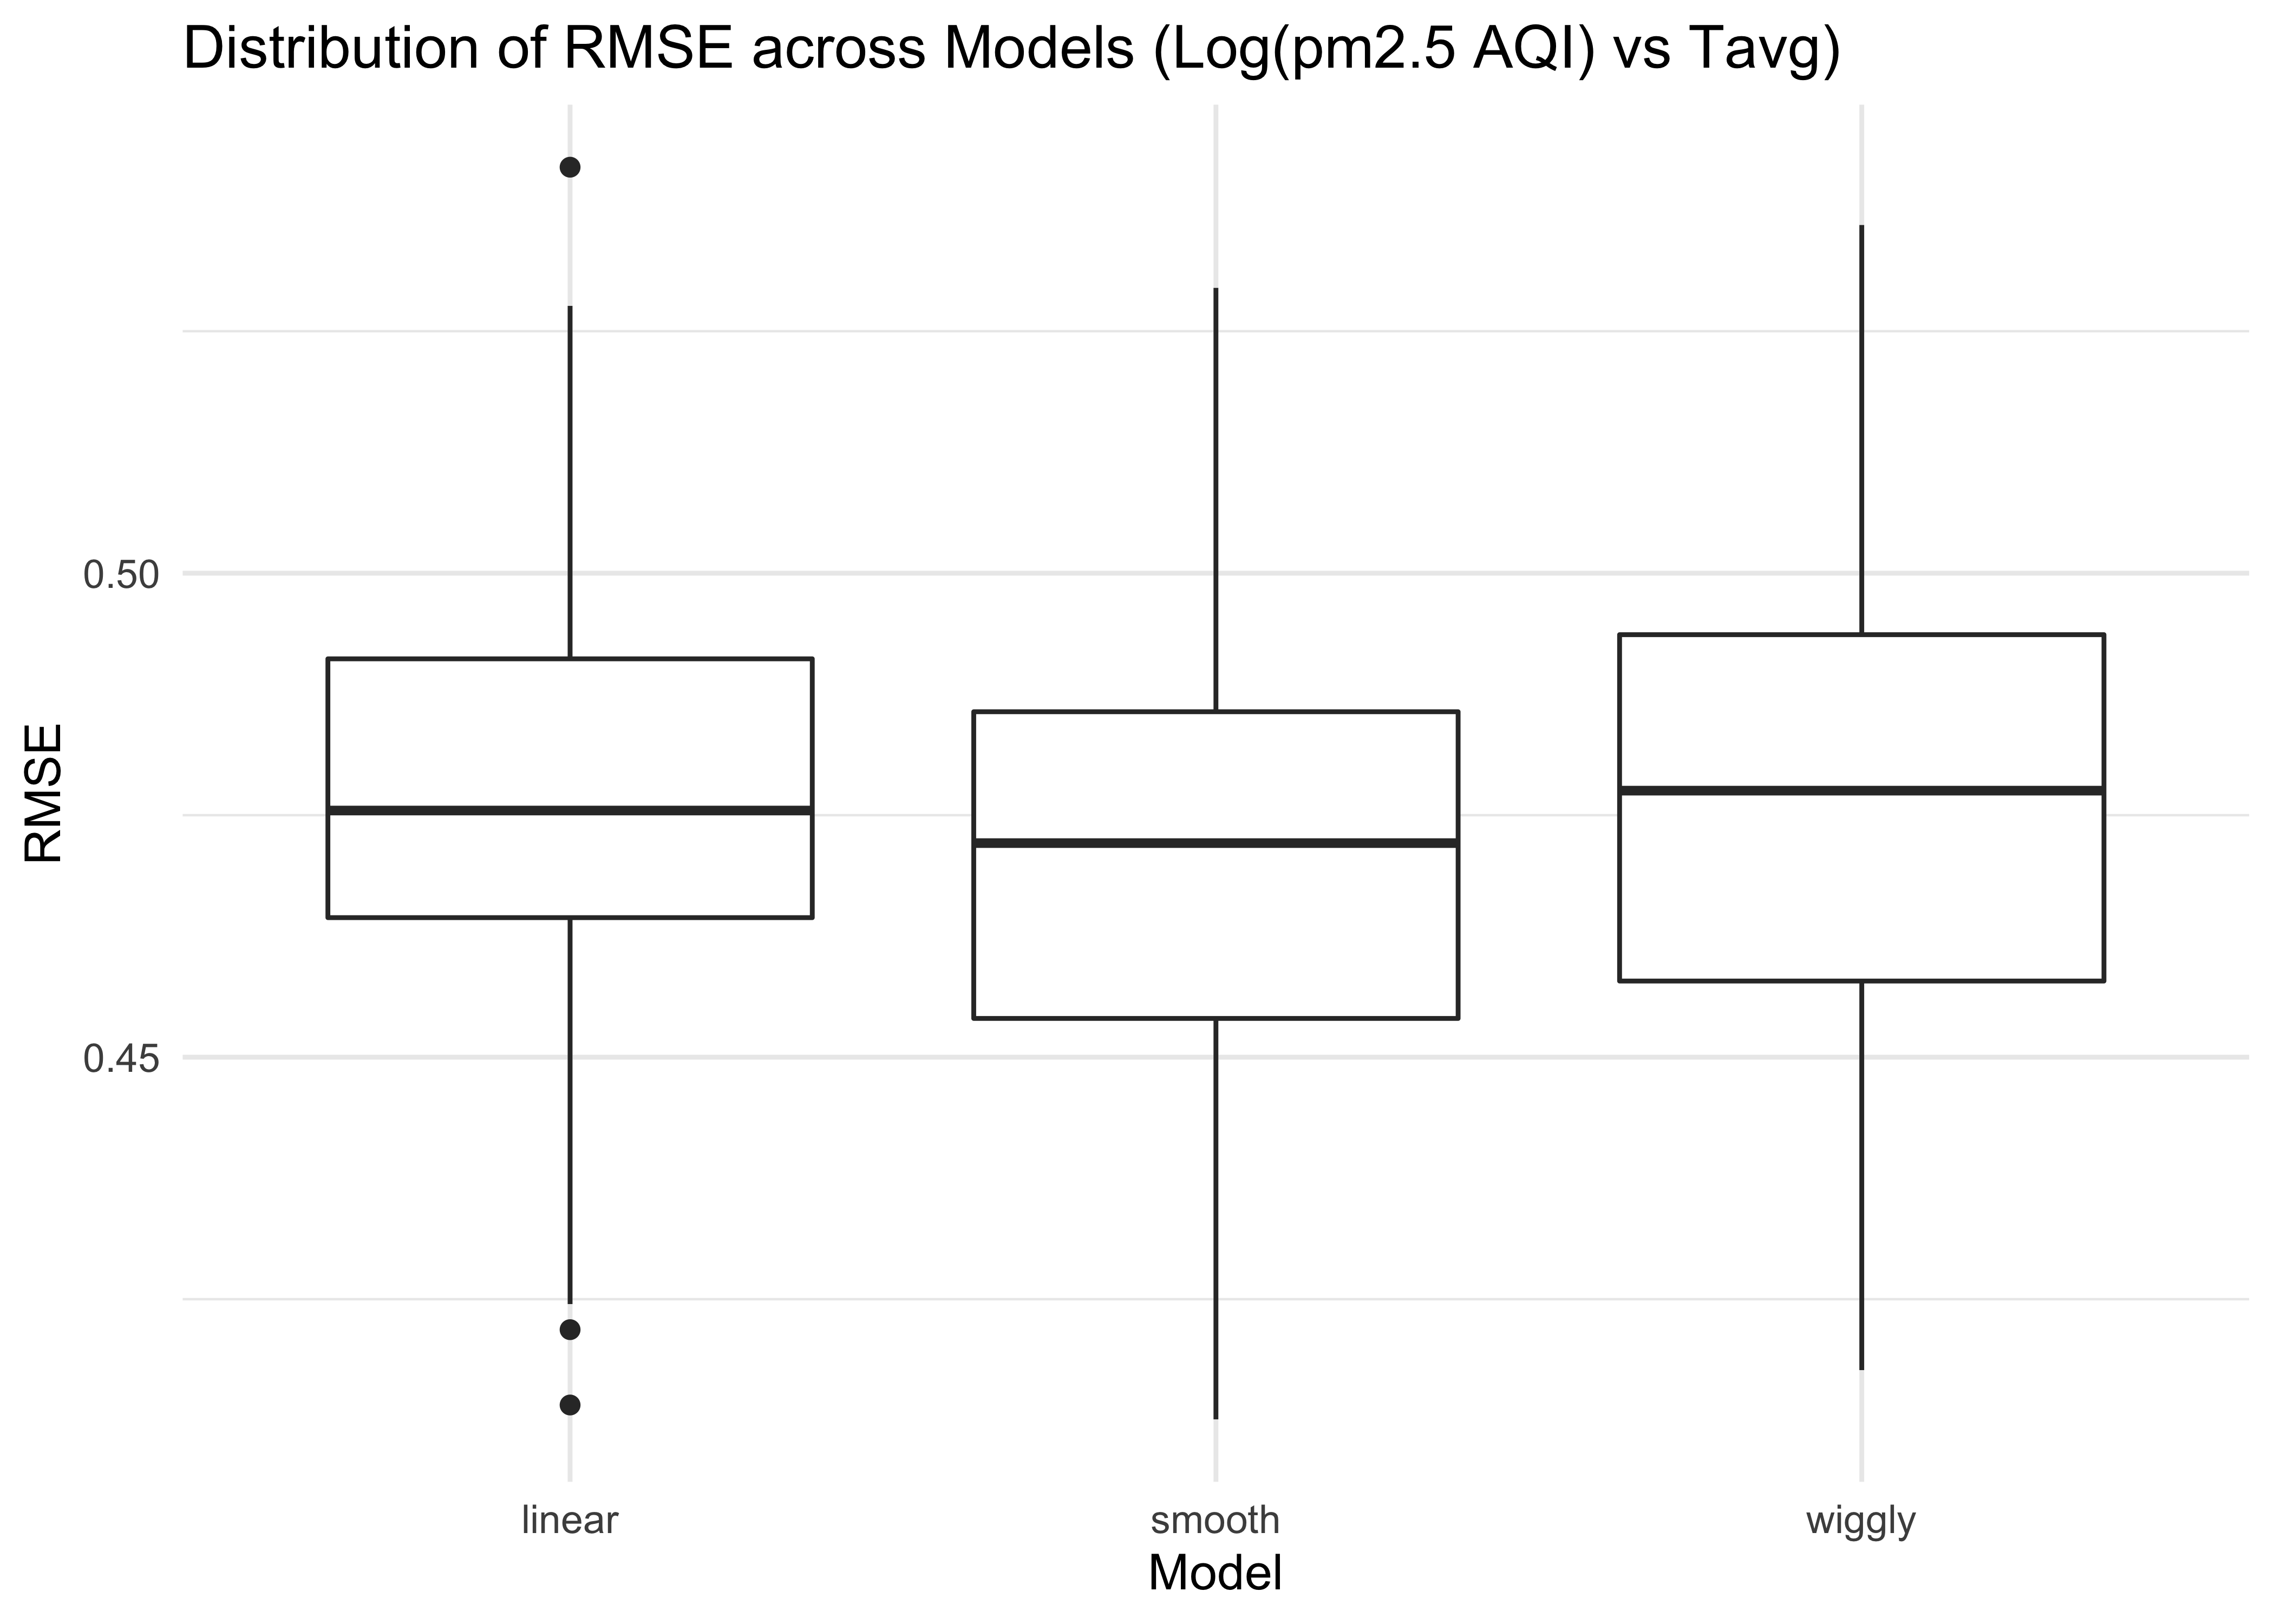 Distribution of RMSE across Models (Log(pm2.5 AQI) vs Tavg)
RMSE
0.50
0.45
linear smooth wiggly
Model